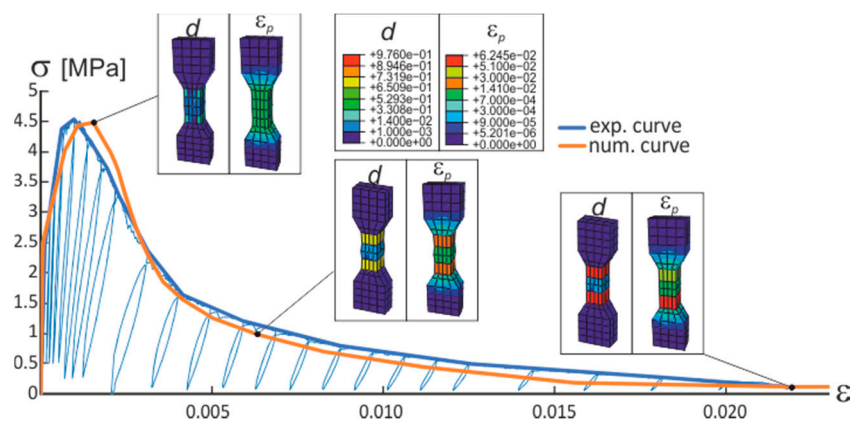 d
εp
d
εp
σ [MPa]
+9.760e−01
+8.946e−01
+7.319e−01
+6.509e−01
+5.293e−01
+3.308e−01
+1.400e−02
+1.000e−03
+0.000e+00
+6.245e−02
+5.100e−02
+3.000e−02
+1.410e−02
+7.000e−04
+3.000e−04
+9.000e−05
+5.201e−06
+0.000e+00
exp. curve
num. curve
5
4.5
4
3.5
3
2.5
2
1.5
1
0.5
0
d
εp
d
εp
0.005
0.010
0.015
0.020
ε